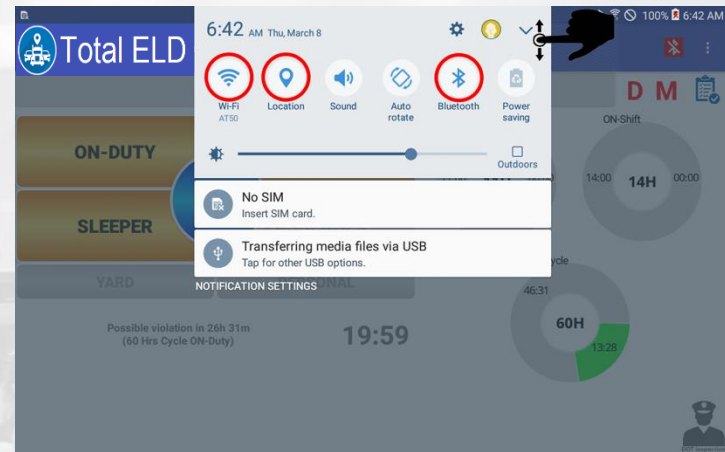 100% 6:42 AM
Total ELD
6:42 AM Thu, March 8
Wi-Fi
AT50
Location
Sound
Auto
rotate
Bluetooth
Power
saving
Outdoors
D M
ON-Shift
14:00
14H
00:00
ON-DUTY
SLEEPER
No SIM
Insert SIM card.
Transferring media files via USB
Tap for other USB options.
NOTIFICATION SETTINGS
YARD
Possible violation in 26h 31m
(60 Hrs Cycle ON-Duty)
19:59
46:31
60H
13:28